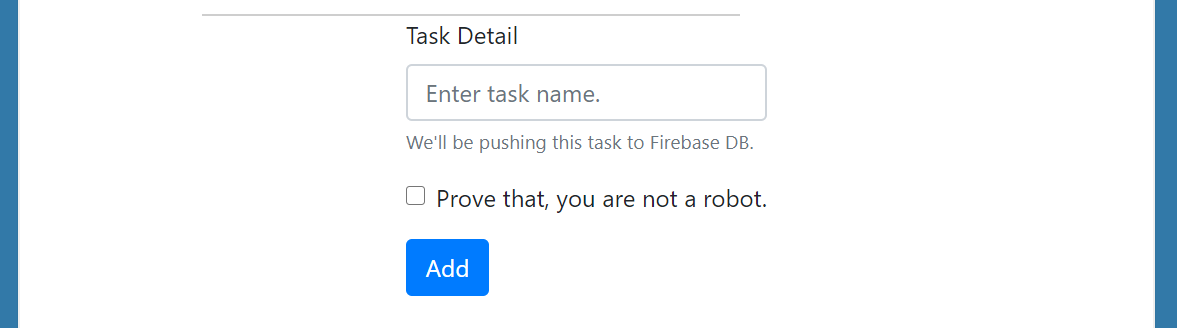 Task Detail
Enter task name.
We'll be pushing this task to Firebase DB.
Prove that, you are not a robot.
Add